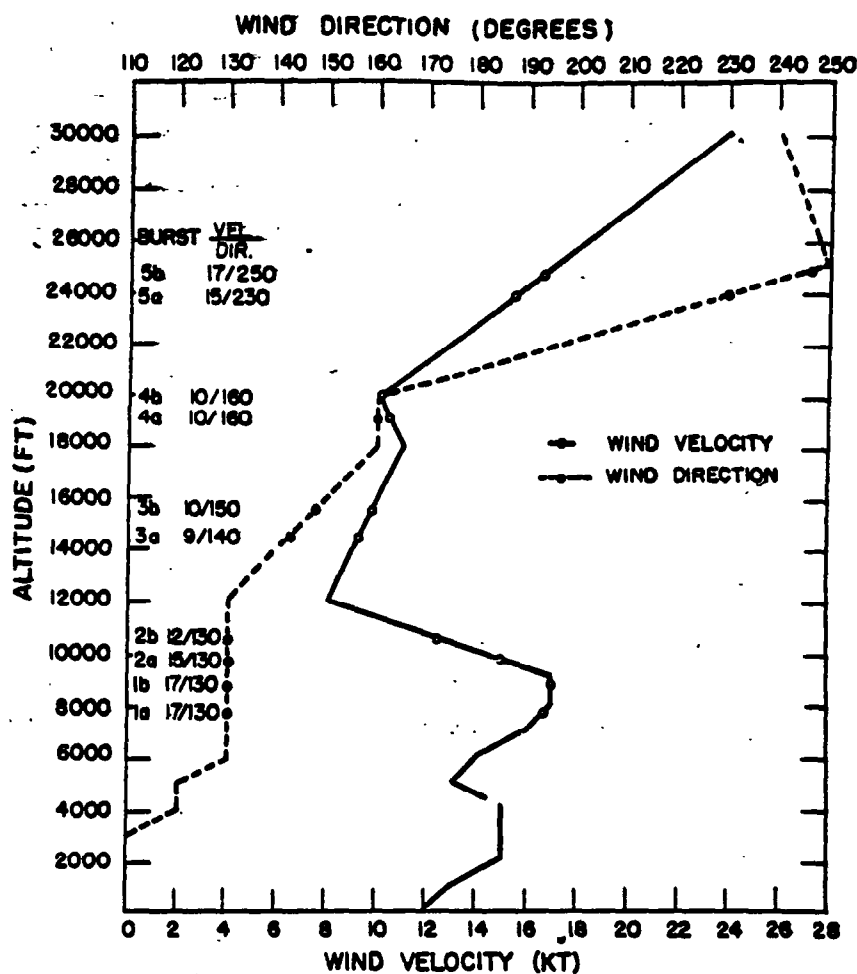 WIND DIRECTION (DEGREES)
110 120 130 140 150 160 170 180 190 200 210 220 230 240 250
30000
28000
26000 BURST VEL.
DIR.
5b 17/250
24000 5a 15/230
22000
20000 4b 10/160
4a 10/160
18000
WIND VELOCITY
WIND DIRECTION
ALTITUDE (FT)
16000
3b 10/150
3a 9/140
14000
12000
2b 12/130
10000 2a 15/130
1b 17/130
8000 1a 17/130
6000
4000
2000
0 2 4 6 8 10 12 14 16 18 20 22 24 26 28
WIND VELOCITY (KT)